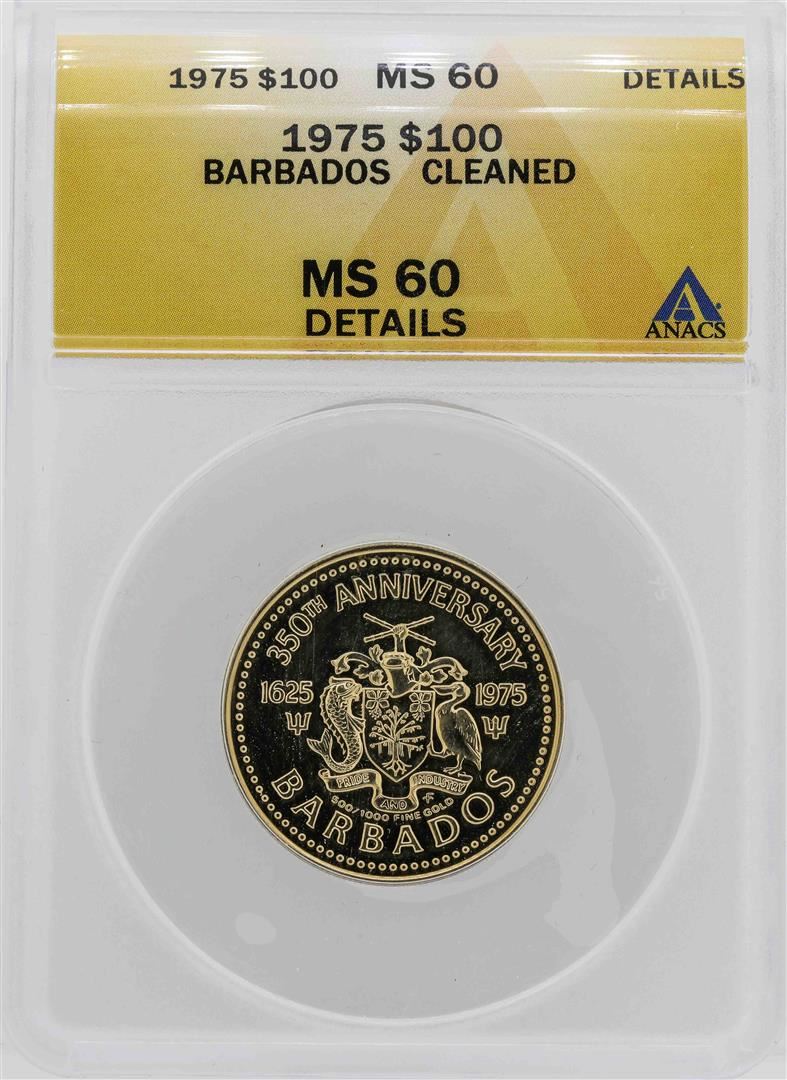 1975 $100 MS 60 DETAILS
1975 $100
BARBADOS CLEANED
MS 60
DETAILS
ANACS
350TH ANNIVERSARY
1625 1975
PRIDE AND INDUSTRY
500/1000 FINE GOLD
BARBADOS